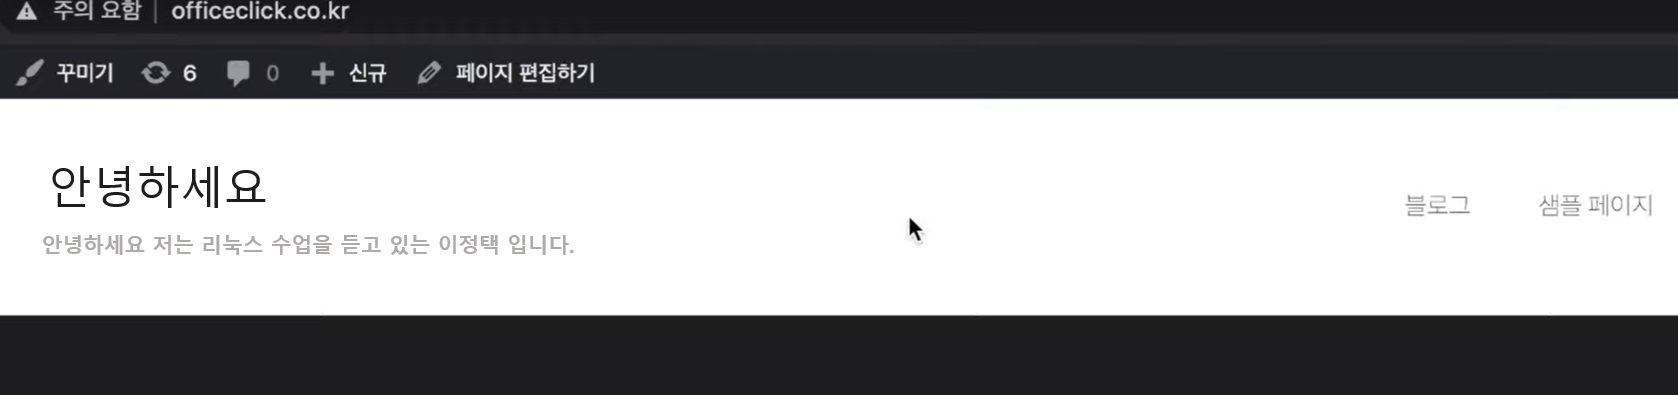 주의 요함 officeclick.co.kr
꾸미기 6 0 신규 페이지 편집하기
안녕하세요
블로그 샘플 페이지
안녕하세요 저는 리눅스 수업을 듣고 있는 이정택 입니다.